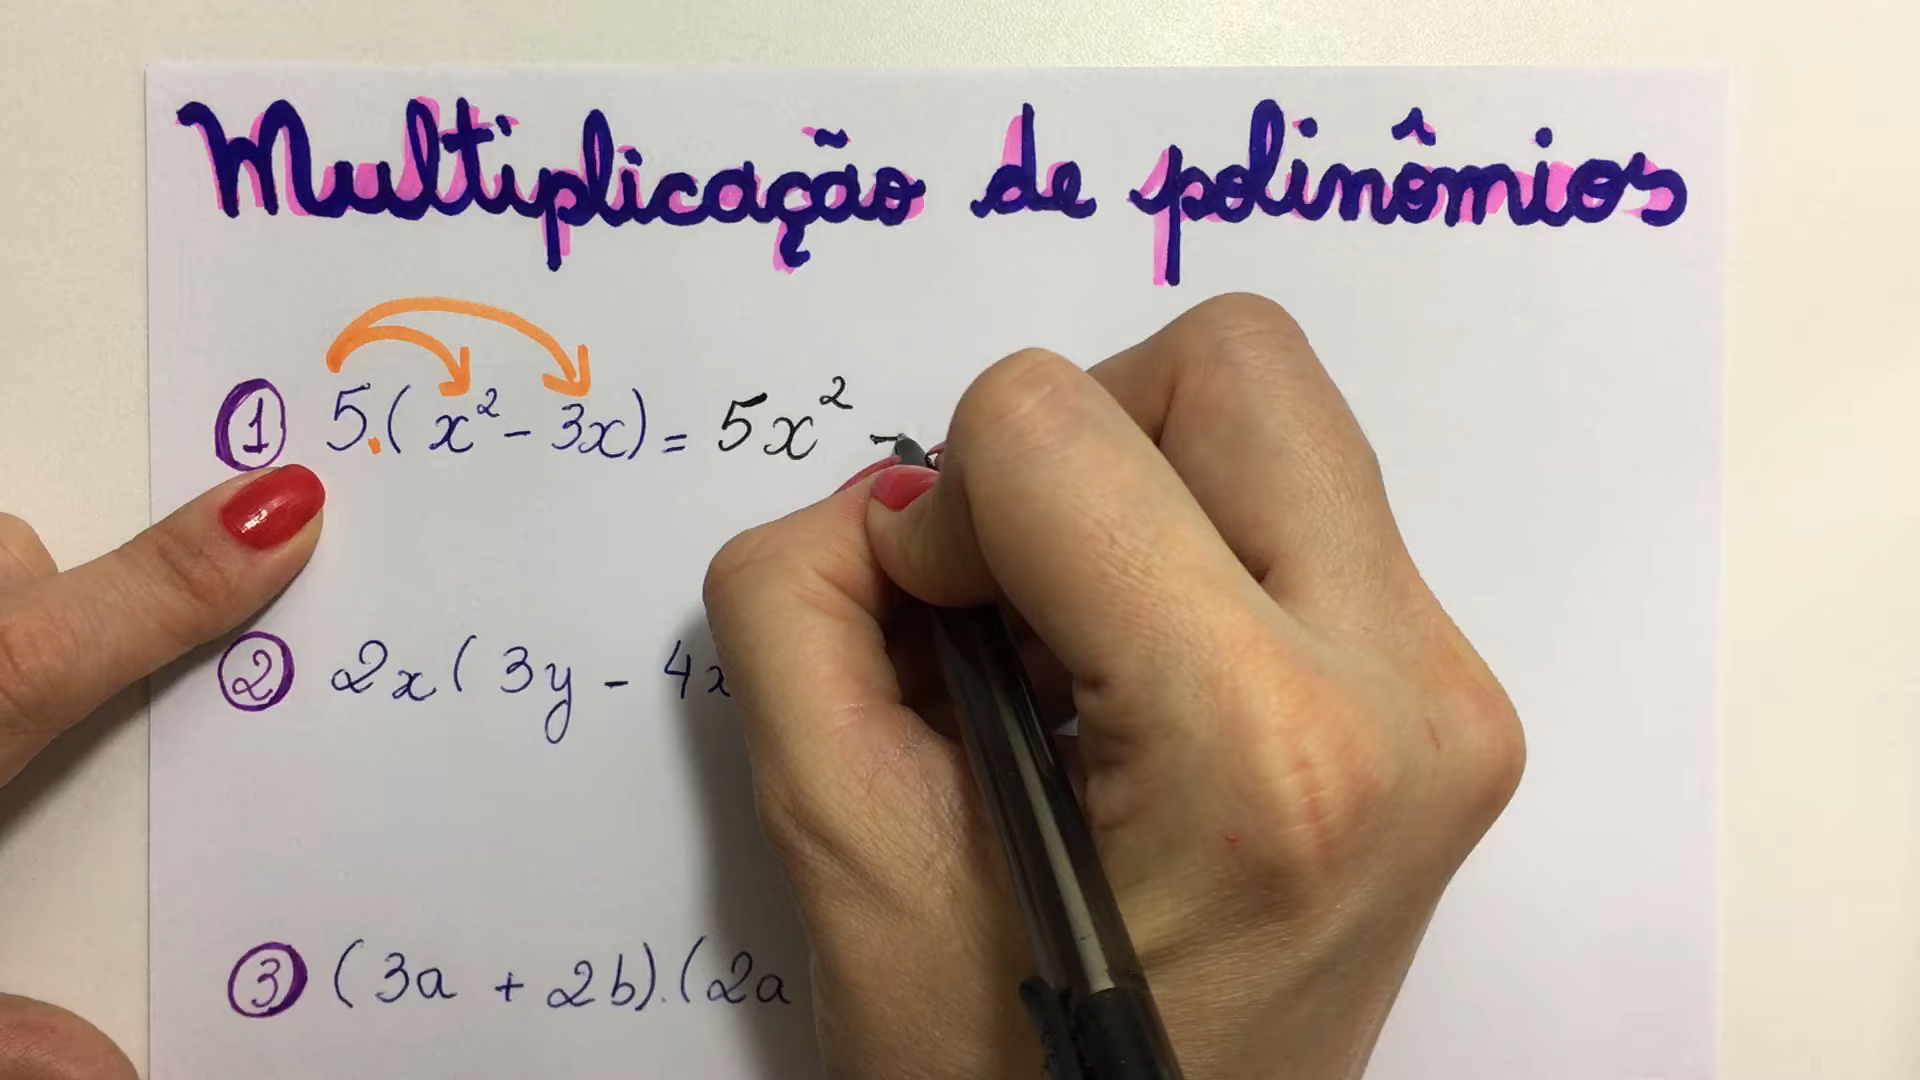 Multiplicação de polinômios
1 5.(x² - 3x) = 5x² -
2 2x(3y - 4x
3 (3a + 2b).(2a